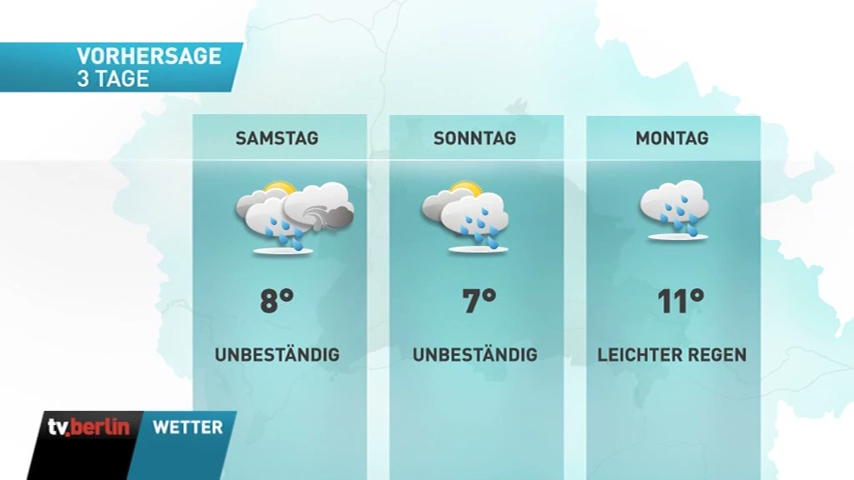 VORHERSAGE
3 TAGE
SAMSTAG
SONNTAG
MONTAG
8°
7°
11°
UNBESTÄNDIG
UNBESTÄNDIG
LEICHTER REGEN
tv.berlin
WETTER